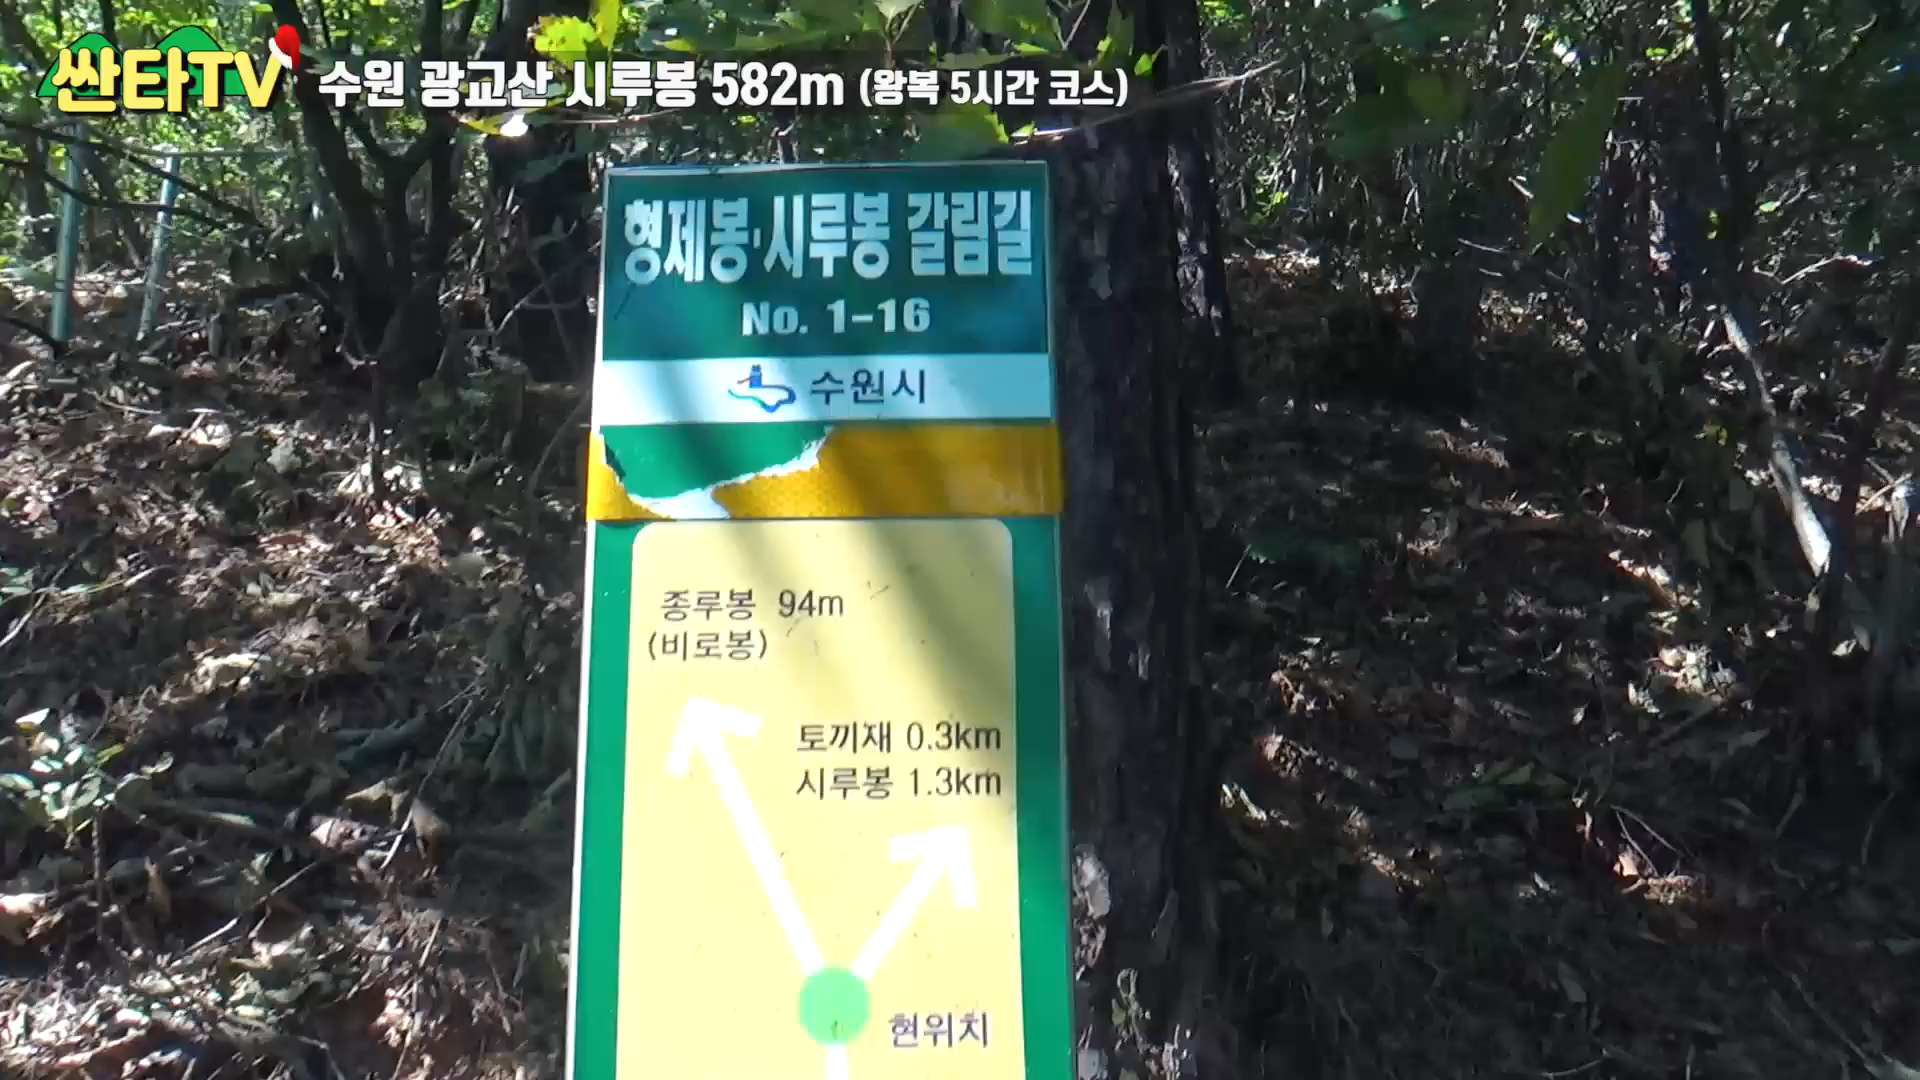 싼타TV 수원 광교산 시루봉 582m (왕복 5시간 코스)
형제봉·시루봉 갈림길
No. 1-16
수원시
종루봉 94m
(비로봉)
토끼재 0.3km
시루봉 1.3km
현위치